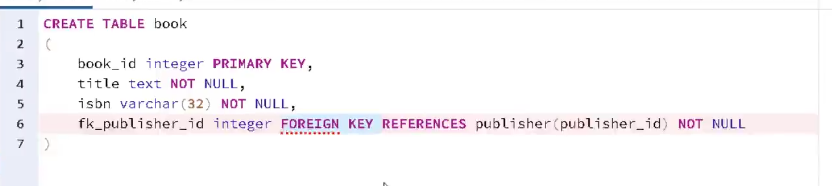 1 CREATE TABLE book
2 (
3 book_id integer PRIMARY KEY,
4 title text NOT NULL,
5 isbn varchar(32) NOT NULL,
6 fk_publisher_id integer FOREIGN KEY REFERENCES publisher(publisher_id) NOT NULL
7 )